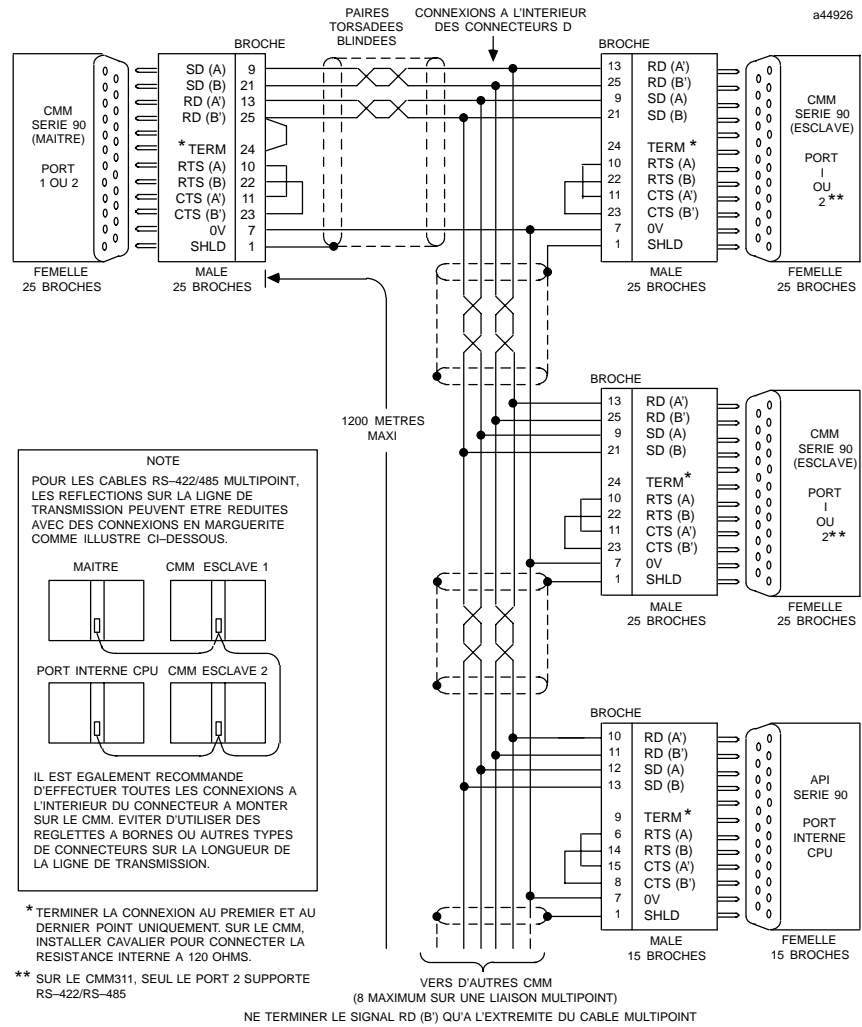 a44926
PAIRES
TORSADEES
BLINDEES
CONNEXIONS A L'INTERIEUR
DES CONNECTEURS D
BROCHE
CMM
SERIE 90
(MAITRE)
PORT
1 OU 2
SD (A) 9
SD (B) 21
RD (A') 13
RD (B') 25
* TERM 24
RTS (A) 10
RTS (B) 22
CTS (A') 11
CTS (B') 23
0V 7
SHLD 1
FEMELLE
25 BROCHES
MALE
25 BROCHES
BROCHE
13 RD (A')
25 RD (B')
9 SD (A)
21 SD (B)
24 TERM *
10 RTS (A)
22 RTS (B)
11 CTS (A')
23 CTS (B')
7 0V
1 SHLD
CMM
SERIE 90
(ESCLAVE)
PORT
I
OU
2**
MALE
25 BROCHES
FEMELLE
25 BROCHES
1200 METRES
MAXI
BROCHE
13 RD (A')
25 RD (B')
9 SD (A)
21 SD (B)
24 TERM*
10 RTS (A)
22 RTS (B)
11 CTS (A')
23 CTS (B')
7 0V
1 SHLD
CMM
SERIE 90
(ESCLAVE)
PORT
I
OU
2**
MALE
25 BROCHES
FEMELLE
25 BROCHES
NOTE
POUR LES CABLES RS–422/485 MULTIPOINT,
LES REFLECTIONS SUR LA LIGNE DE
TRANSMISSION PEUVENT ETRE REDUITES
AVEC DES CONNEXIONS EN MARGUERITE
COMME ILLUSTRE CI–DESSOUS.
MAITRE CMM ESCLAVE 1
PORT INTERNE CPU CMM ESCLAVE 2
IL EST EGALEMENT RECOMMANDE
D'EFFECTUER TOUTES LES CONNEXIONS A
L'INTERIEUR DU CONNECTEUR A MONTER
SUR LE CMM. EVITER D'UTILISER DES
REGLETTES A BORNES OU AUTRES TYPES
DE CONNECTEURS SUR LA LONGUEUR DE
LA LIGNE DE TRANSMISSION.
BROCHE
10 RD (A')
11 RD (B')
12 SD (A)
13 SD (B)
9 TERM *
6 RTS (A)
14 RTS (B)
15 CTS (A')
8 CTS (B')
7 0V
1 SHLD
API
SERIE 90
PORT
INTERNE
CPU
MALE
15 BROCHES
FEMELLE
15 BROCHES
* TERMINER LA CONNEXION AU PREMIER ET AU
DERNIER POINT UNIQUEMENT. SUR LE CMM,
INSTALLER CAVALIER POUR CONNECTER LA
RESISTANCE INTERNE A 120 OHMS.
** SUR LE CMM311, SEUL LE PORT 2 SUPPORTE
RS–422/RS–485
VERS D'AUTRES CMM
(8 MAXIMUM SUR UNE LIAISON MULTIPOINT)
NE TERMINER LE SIGNAL RD (B') QU'A L'EXTREMITE DU CABLE MULTIPOINT